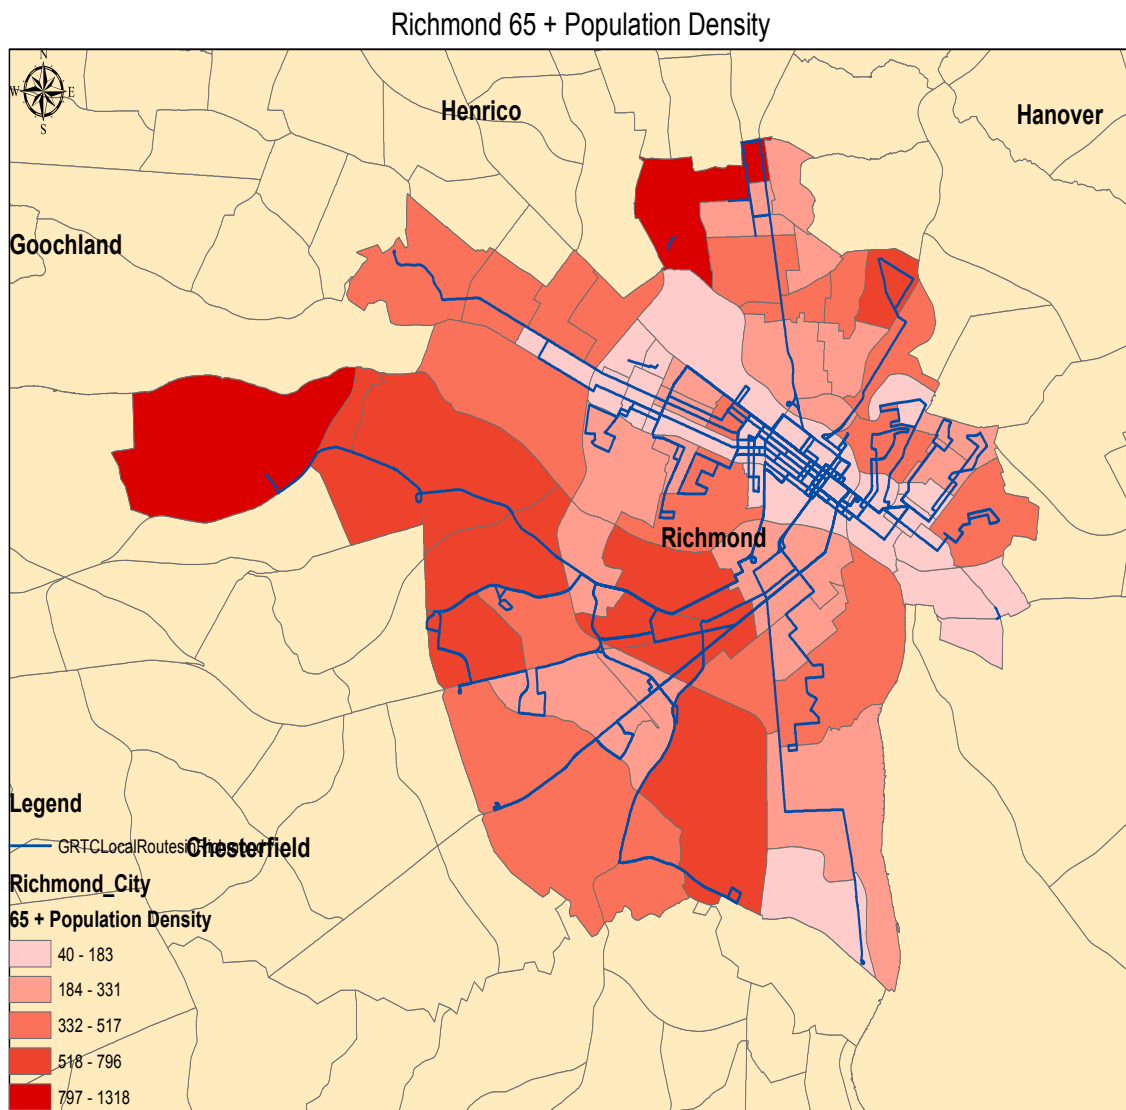 Richmond 65 + Population Density
N
W E
S
Henrico
Hanover
Goochland
Richmond
Legend
Chesterfield
Richmond_City
65 + Population Density
40 - 183
184 - 331
332 - 517
518 - 796
797 - 1318